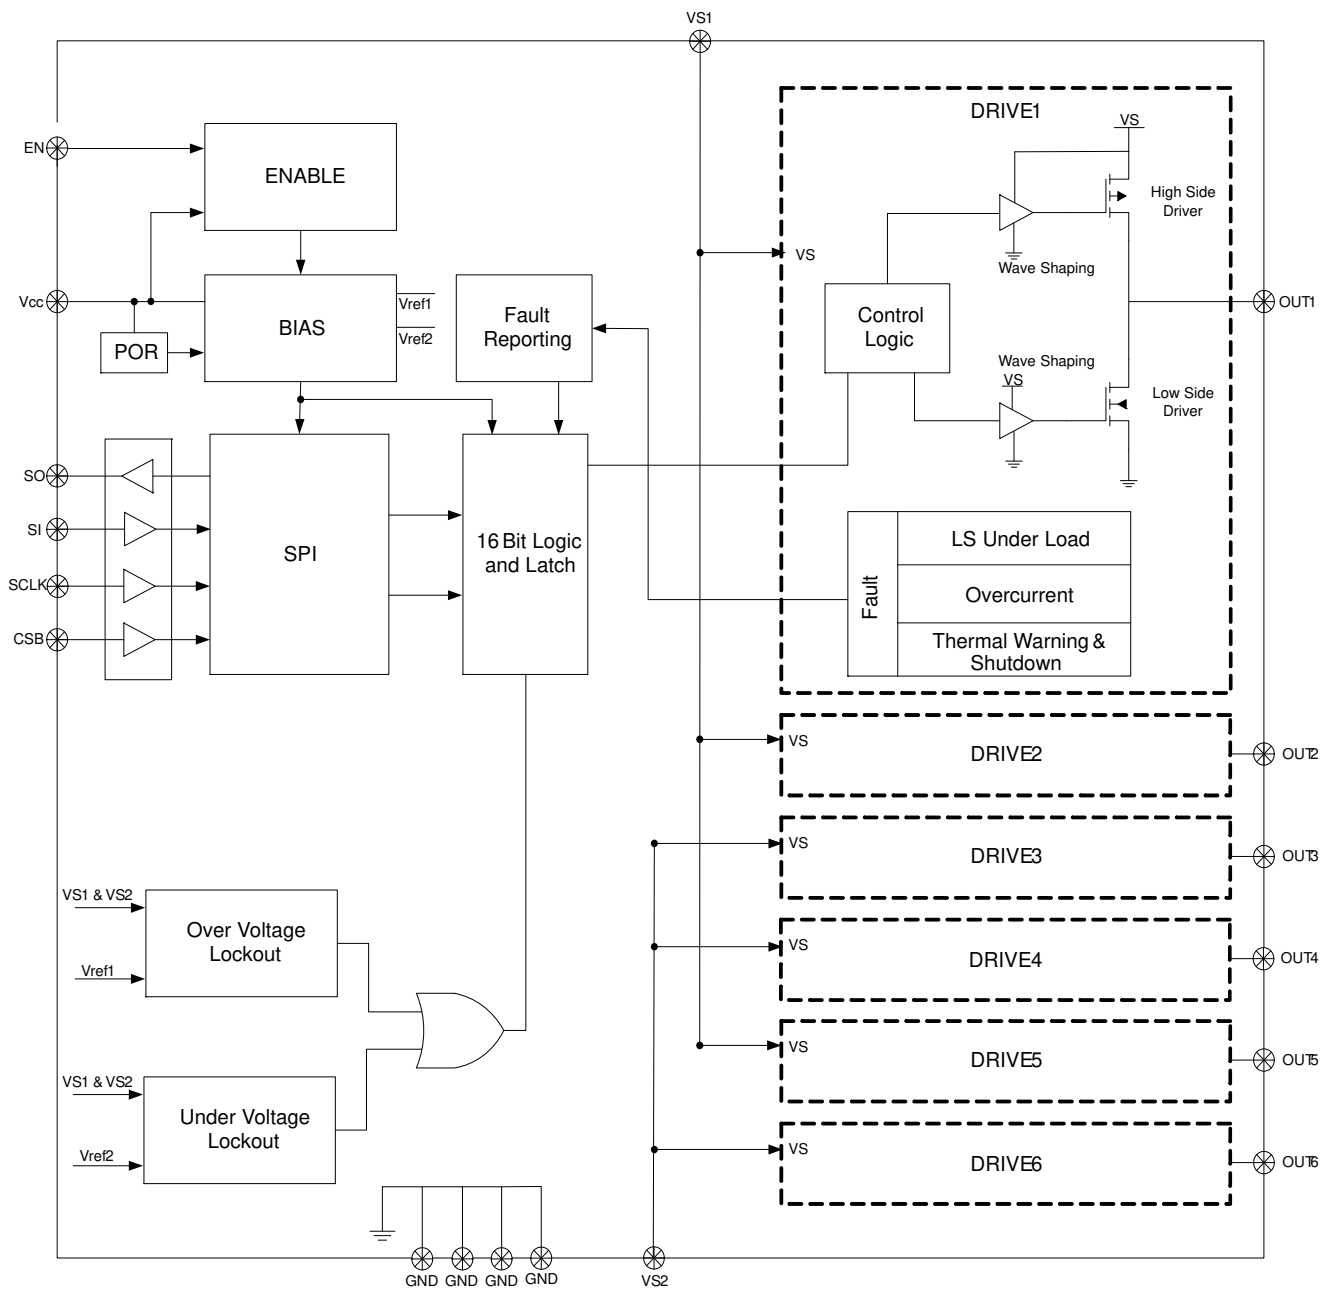 VS1
DRIVE1
VS
EN
ENABLE
High Side
Driver
VS
Wave Shaping
Vcc
Vref1
OUT1
BIAS
Fault
Reporting
Control
Logic
Vref2
POR
Wave Shaping
VS
Low Side
Driver
SO
SI
SPI
16 Bit Logic
and Latch
LS Under Load
SCLK
Fault
Overcurrent
CSB
Thermal Warning &
Shutdown
VS
DRIVE2
OUT2
VS
DRIVE3
OUT3
VS1 & VS2
Over Voltage
Lockout
VS
DRIVE4
OUT4
Vref1
VS
DRIVE5
OUT5
VS1 & VS2
Under Voltage
Lockout
Vref2
VS
DRIVE6
OUT6
GND
GND
GND
GND
VS2